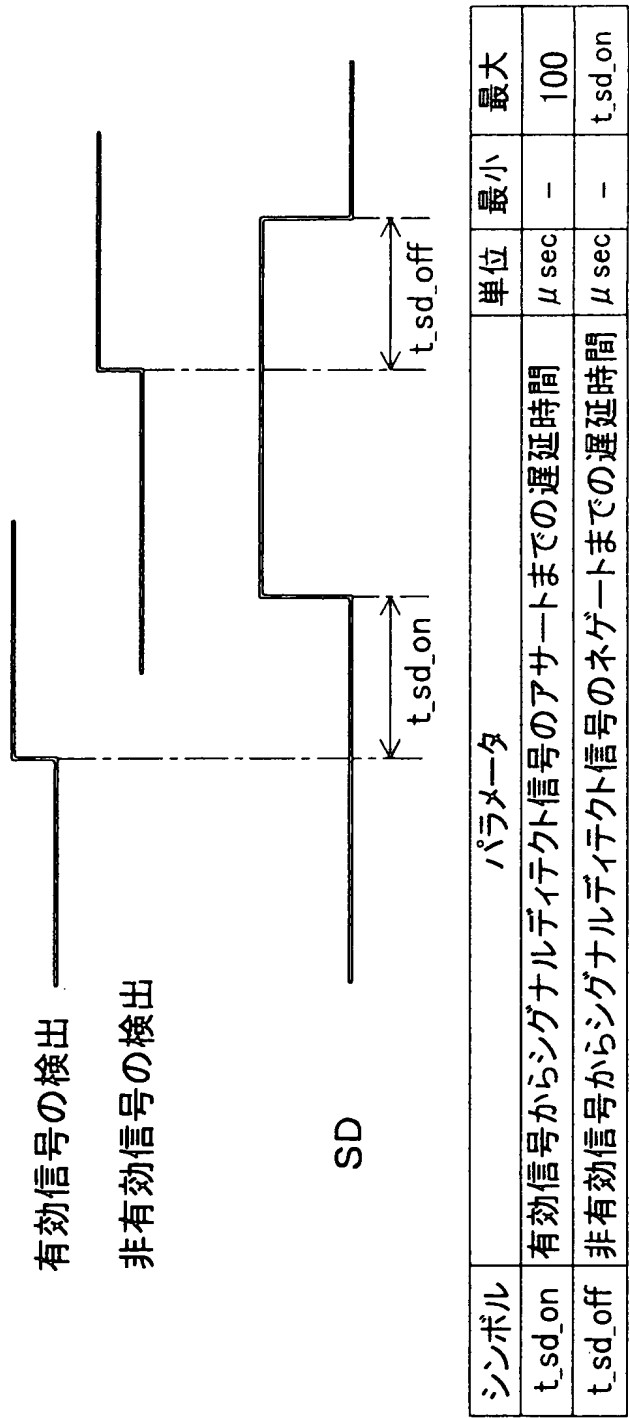 有効信号の検出
非有効信号の検出
SD
t_sd_on
t_sd_off
シンボル パラメータ 単位 最小 最大
t_sd_on 有効信号からシグナルディテクト信号のアサートまでの遅延時間 μsec - 100
t_sd_off 非有効信号からシグナルディテクト信号のネゲートまでの遅延時間 μsec - t_sd_on